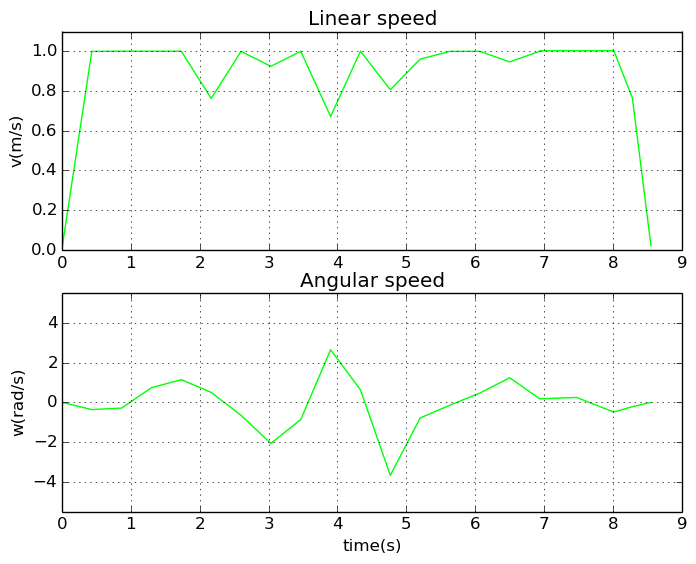 Linear speed
1.0
0.8
0.6
0.4
0.2
0.0
v(m/s)
0 1 2 3 4 5 6 7 8 9
Angular speed
4
2
0
−2
−4
w(rad/s)
0 1 2 3 4 5 6 7 8 9
time(s)